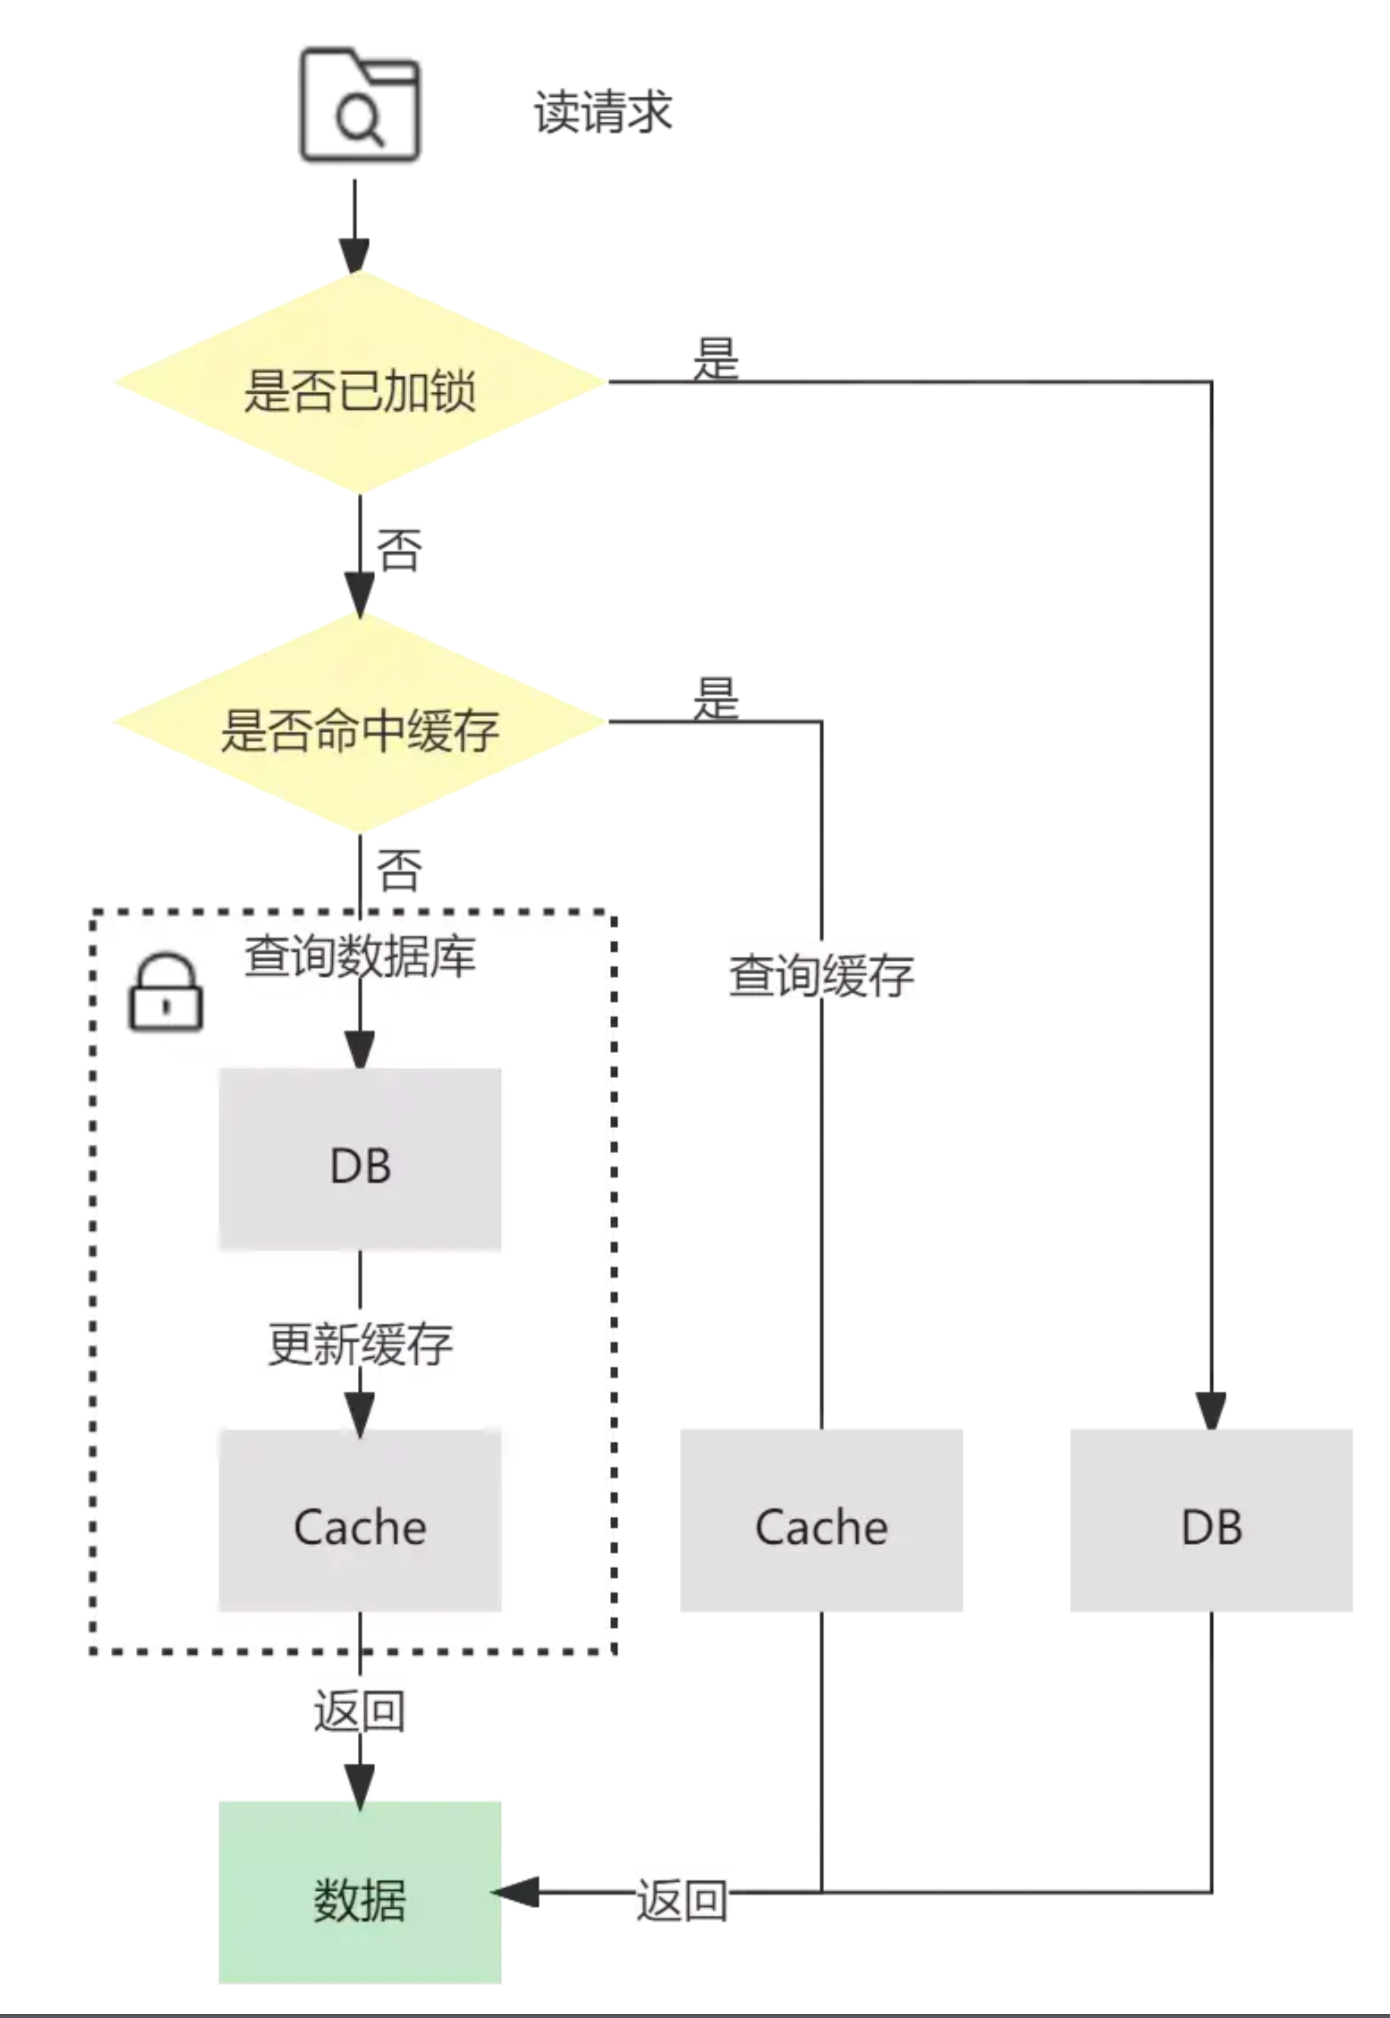 读请求
是否已加锁
是
否
是否命中缓存
是
否
查询数据库
查询缓存
DB
更新缓存
Cache
Cache
DB
返回
数据
返回